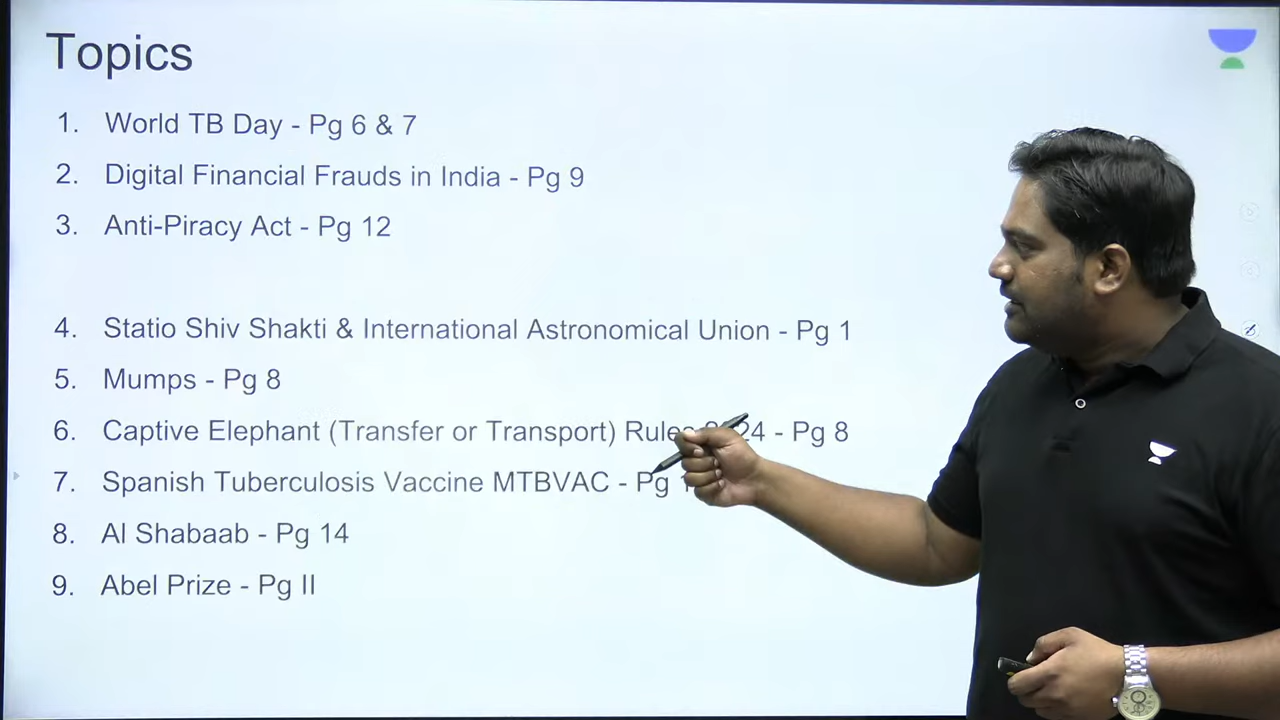 Topics
1. World TB Day - Pg 6 & 7
2. Digital Financial Frauds in India - Pg 9
3. Anti-Piracy Act - Pg 12
4. Statio Shiv Shakti & International Astronomical Union - Pg 1
5. Mumps - Pg 8
6. Captive Elephant (Transfer or Transport) Rules 2024 - Pg 8
7. Spanish Tuberculosis Vaccine MTBVAC - Pg
8. Al Shabaab - Pg 14
9. Abel Prize - Pg II